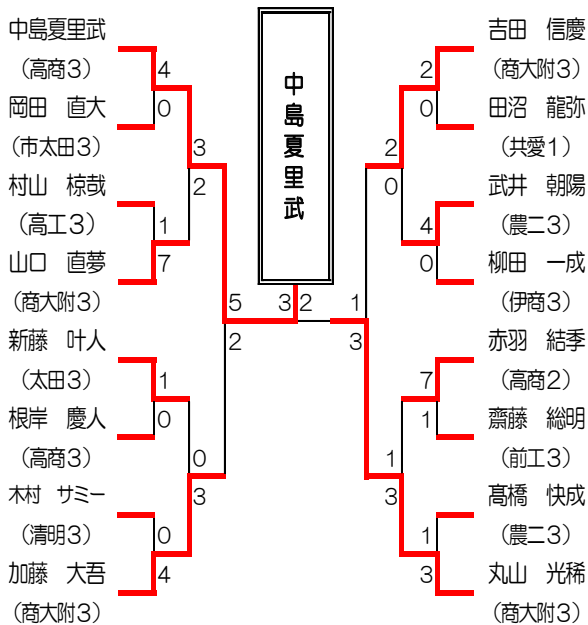 中島夏里武
(高商3)
4
岡田 直大
0
(市太田3)
3
村山 椋哉
2
(高工3)
1
山口 直夢
7
(商大附3)
5
新藤 叶人
2
(太田3)
1
根岸 慶人
0
(高商3)
0
木村 サミー
3
(清明3)
0
加藤 大吾
4
(商大附3)
中島夏里武
3 2
吉田 信慶
2
(商大附3)
田沼 龍弥
0
(共愛1)
2
武井 朝陽
0
4
(農二3)
柳田 一成
0
(伊商3)
1
赤羽 結季
3
7
(高商2)
齋藤 総明
1
(前工3)
1
髙橋 快成
3
1
(農二3)
丸山 光稀
3
(商大附3)